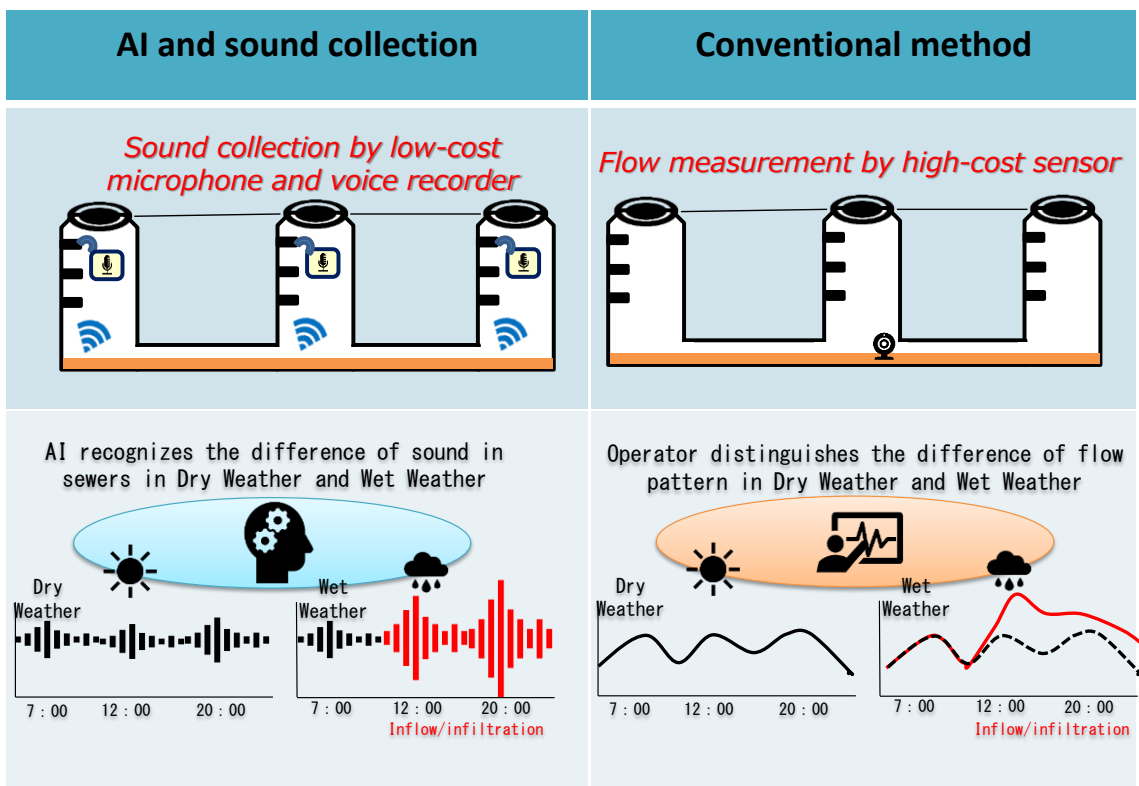 AI and sound collection
Conventional method
Sound collection by low-cost
microphone and voice recorder
Flow measurement by high-cost sensor
AI recognizes the difference of sound in
sewers in Dry Weather and Wet Weather
Dry
Weather
Wet
Weather
7：00 12：00 20：00
7：00 12：00 20：00
Inflow/infiltration
Operator distinguishes the difference of flow
pattern in Dry Weather and Wet Weather
Dry
Weather
Wet
Weather
7：00 12：00 20：00
7：00 12：00 20：00
Inflow/infiltration